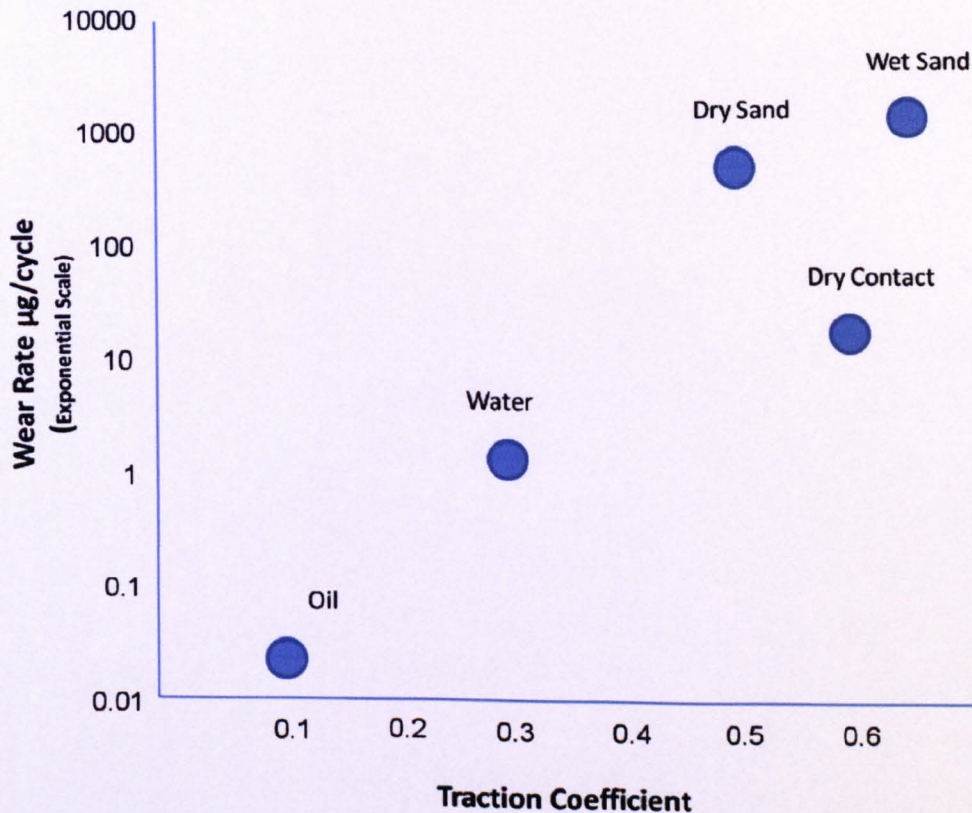 10000
1000
100
10
1
0.1
0.01
Wear Rate µg/cycle
(Exponential Scale)
Wet Sand
Dry Sand
Dry Contact
Water
Oil
0.1 0.2 0.3 0.4 0.5 0.6
Traction Coefficient